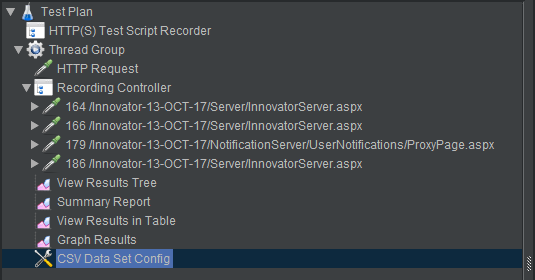 Test Plan
HTTP(S) Test Script Recorder
Thread Group
HTTP Request
Recording Controller
164 /Innovator-13-OCT-17/Server/InnovatorServer.aspx
166 /Innovator-13-OCT-17/Server/InnovatorServer.aspx
179 /Innovator-13-OCT-17/NotificationServer/UserNotifications/ProxyPage.aspx
186 /Innovator-13-OCT-17/Server/InnovatorServer.aspx
View Results Tree
Summary Report
View Results in Table
Graph Results
CSV Data Set Config